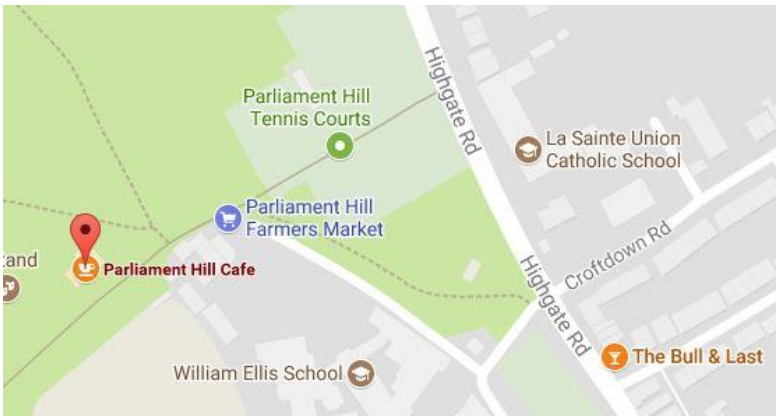 Highgate Rd
Parliament Hill
Tennis Courts
La Sainte Union
Catholic School
Parliament Hill
Farmers Market
Croftdown Rd
tand
Parliament Hill Cafe
Highgate Rd
The Bull & Last
William Ellis School